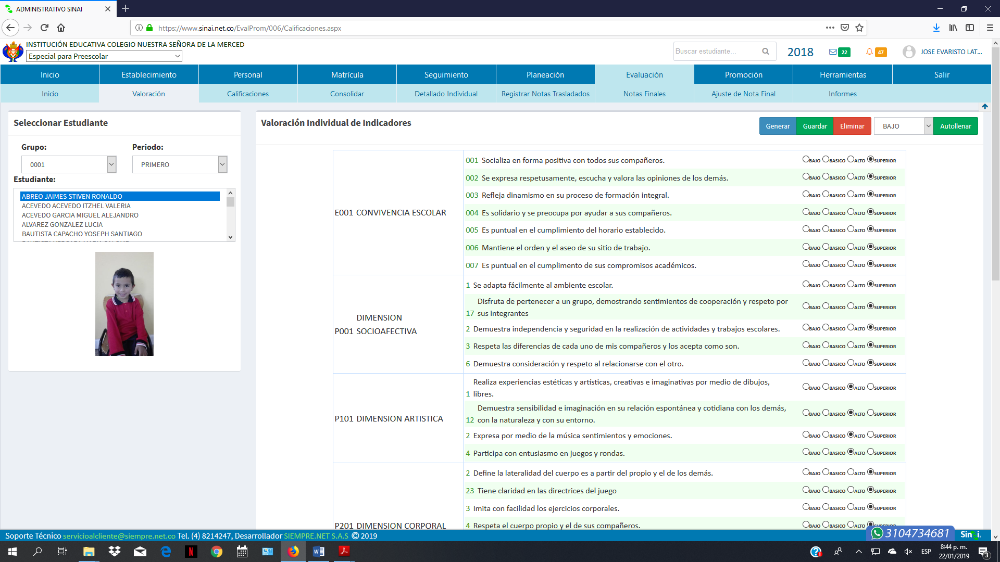 ADMINISTRATIVO SINAI
https://www.sinai.net.co/EvalProm/006/Calificaciones.aspx
INSTITUCIÓN EDUCATIVA COLEGIO NUESTRA SEÑORA DE LA MERCED
Especial para Preescolar
Buscar estudiante...
2018
22
47
JOSE EVARISTO LAT...
Inicio Establecimiento Personal Matrícula Seguimiento Planeación Evaluación Promoción Herramientas Salir
Inicio Valoración Calificaciones Consolidar Detallado Individual Registrar Notas Trasladados Notas Finales Ajuste de Nota Final Informes
Seleccionar Estudiante
Grupo: Periodo:
0001 PRIMERO
Estudiante:
ABREO JAIMES STIVEN RONALDO
ACEVEDO ACEVEDO ITZHEL VALERIA
ACEVEDO GARCIA MIGUEL ALEJANDRO
ALVAREZ GONZALEZ LUCIA
BAUTISTA CAPACHO YOSEPH SANTIAGO
Valoración Individual de Indicadores
Generar Guardar Eliminar BAJO Autollenar
E001 CONVIVENCIA ESCOLAR
001 Socializa en forma positiva con todos sus compañeros. BAJO BASICO ALTO SUPERIOR
002 Se expresa respetusamente, escucha y valora las opiniones de los demás. BAJO BASICO ALTO SUPERIOR
003 Refleja dinamismo en su proceso de formación integral. BAJO BASICO ALTO SUPERIOR
004 Es solidario y se preocupa por ayudar a sus compañeros. BAJO BASICO ALTO SUPERIOR
005 Es puntual en el cumplimiento del horario establecido. BAJO BASICO ALTO SUPERIOR
006 Mantiene el orden y el aseo de su sitio de trabajo. BAJO BASICO ALTO SUPERIOR
007 Es puntual en el cumplimento de sus compromisos académicos. BAJO BASICO ALTO SUPERIOR
DIMENSION
P001 SOCIOAFECTIVA
1 Se adapta fácilmente al ambiente escolar. BAJO BASICO ALTO SUPERIOR
Disfruta de pertenecer a un grupo, demostrando sentimientos de cooperación y respeto por
17 sus integrantes BAJO BASICO ALTO SUPERIOR
2 Demuestra independencia y seguridad en la realización de actividades y trabajos escolares. BAJO BASICO ALTO SUPERIOR
3 Respeta las diferencias de cada uno de mis compañeros y los acepta como son. BAJO BASICO ALTO SUPERIOR
6 Demuestra consideración y respeto al relacionarse con el otro. BAJO BASICO ALTO SUPERIOR
P101 DIMENSION ARTISTICA
Realiza experiencias estéticas y artísticas, creativas e imaginativas por medio de dibujos,
1 libres. BAJO BASICO ALTO SUPERIOR
Demuestra sensibilidad e imaginación en su relación espontánea y cotidiana con los demás,
12 con la naturaleza y con su entorno. BAJO BASICO ALTO SUPERIOR
2 Expresa por medio de la música sentimientos y emociones. BAJO BASICO ALTO SUPERIOR
4 Participa con entusiasmo en juegos y rondas. BAJO BASICO ALTO SUPERIOR
P201 DIMENSION CORPORAL
2 Define la lateralidad del cuerpo es a partir del propio y el de los demás. BAJO BASICO ALTO SUPERIOR
23 Tiene claridad en las directrices del juego BAJO BASICO ALTO SUPERIOR
3 Imita con facilidad los ejercicios corporales. BAJO BASICO ALTO SUPERIOR
4 Respeta el cuerpo propio y el de sus compañeros. BAJO BASICO ALTO
Soporte Técnico servicioalcliente@siempre.net.co Tel. (4) 8214247, Desarrollador SIEMPRE.NET S.A.S © 2019
3104734681
ESP
8:44 p. m.
22/01/2019
3